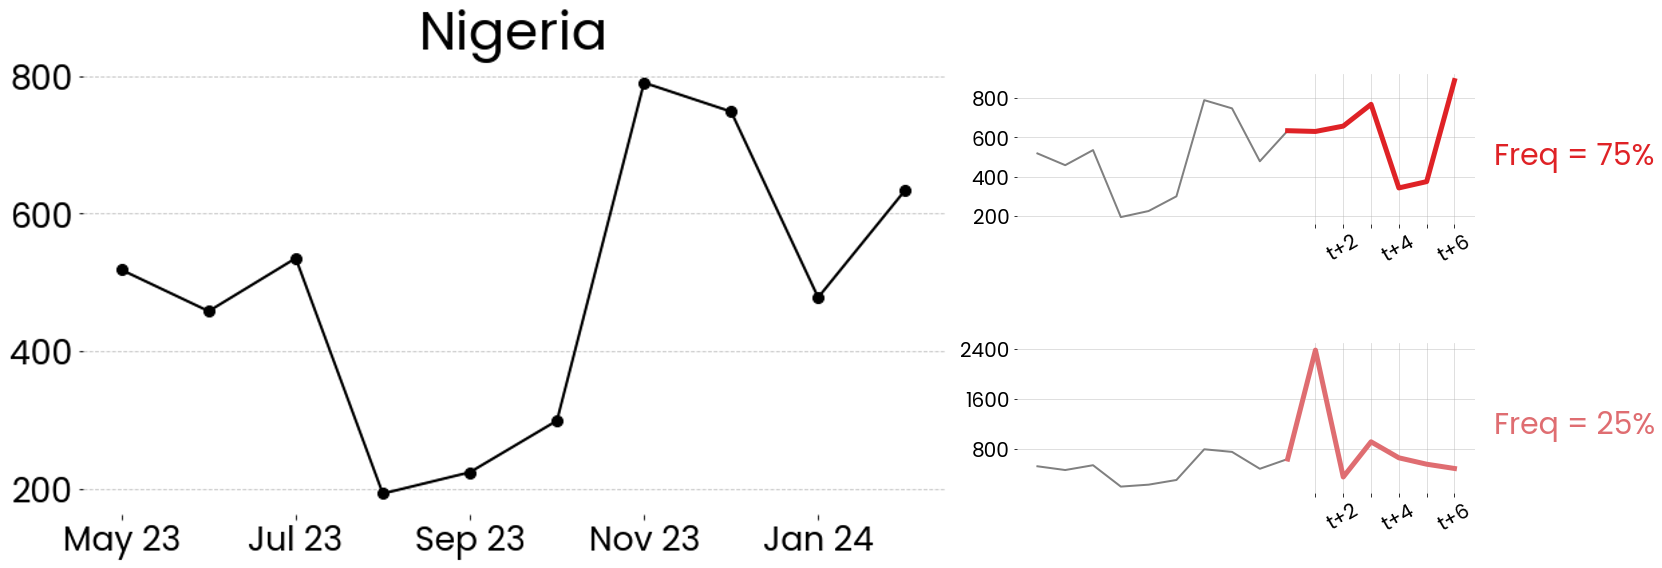 Nigeria
800
600
400
200
May 23
Jul 23
Sep 23
Nov 23
Jan 24
800
600
400
200
t+2
t+4
t+6
Freq = 75%
2400
1600
800
t+2
t+4
t+6
Freq = 25%